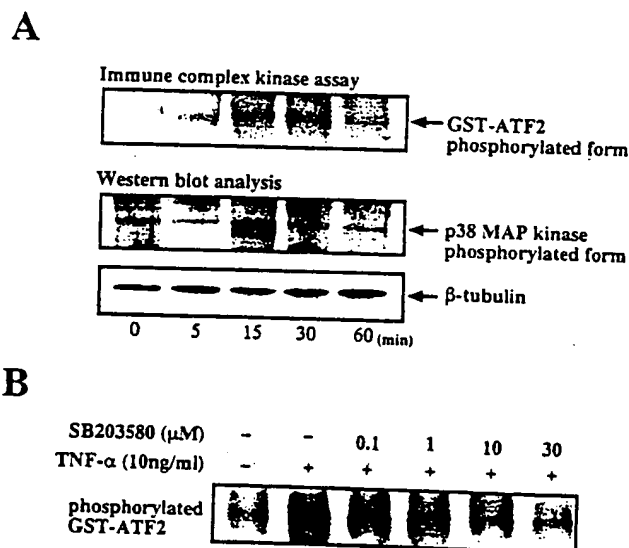 A
Immune complex kinase assay
GST-ATF2
phosphorylated form
Western blot analysis
p38 MAP kinase
phosphorylated form
β-tubulin
0 5 15 30 60 (min)
B
SB203580 (μM) - - 0.1 1 10 30
TNF-α (10ng/ml) - + + + + +
phosphorylated
GST-ATF2